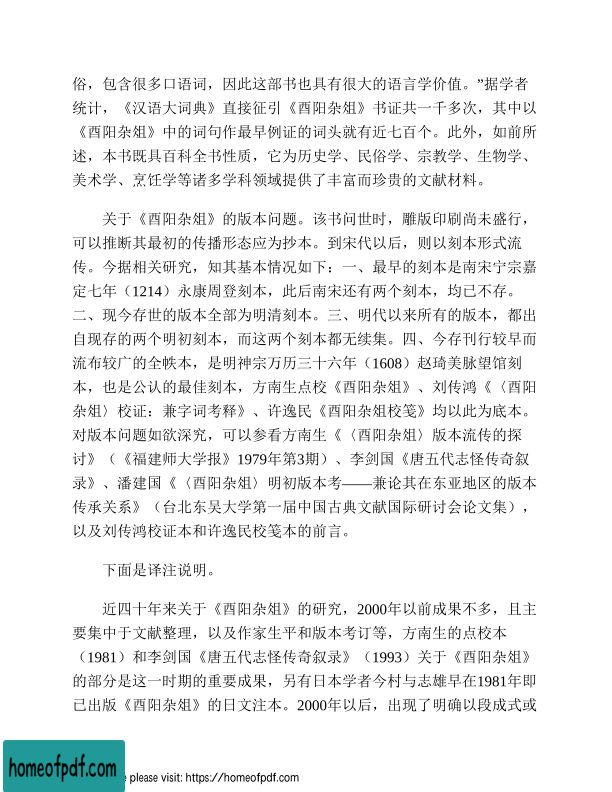 俗，包含很多口语词，因此这部书也具有很大的语言学价值。”据学者
统计，《汉语大词典》直接征引《酉阳杂俎》书证共一千多次，其中以
《酉阳杂俎》中的词句作最早例证的词头就有近七百个。此外，如前所
述，本书既具百科全书性质，它为历史学、民俗学、宗教学、生物学、
美术学、烹饪学等诸多学科领域提供了丰富而珍贵的文献材料。
关于《酉阳杂俎》的版本问题。该书问世时，雕版印刷尚未盛行，
可以推断其最初的传播形态应为抄本。到宋代以后，则以刻本形式流
传。今据相关研究，知其基本情况如下：一、最早的刻本是南宋宁宗嘉
定七年（1214）永康周登刻本，此后南宋还有两个刻本，均已不存。
二、现今存世的版本全部为明清刻本。三、明代以来所有的版本，都出
自现存的两个明初刻本，而这两个刻本都无续集。四、今存刊行较早而
流布较广的全帙本，是明神宗万历三十六年（1608）赵琦美脉望馆刻
本，也是公认的最佳刻本，方南生点校《酉阳杂俎》、刘传鸿《〈酉阳
杂俎〉校证：兼字词考释》、许逸民《酉阳杂俎校笺》均以此为底本。
对版本问题如欲深究，可以参看方南生《〈酉阳杂俎〉版本流传的探
讨》（《福建师大学报》1979年第3期）、李剑国《唐五代志怪传奇叙
录》、潘建国《〈酉阳杂俎〉明初版本考——兼论其在东亚地区的版本
传承关系》（台北东吴大学第一届中国古典文献国际研讨会论文集），
以及刘传鸿校证本和许逸民校笺本的前言。
下面是译注说明。
近四十年来关于《酉阳杂俎》的研究，2000年以前成果不多，且主
要集中于文献整理，以及作家生平和版本考订等，方南生的点校本
（1981）和李剑国《唐五代志怪传奇叙录》（1993）关于《酉阳杂俎》
的部分是这一时期的重要成果，另有日本学者今村与志雄早在1981年即
已出版《酉阳杂俎》的日文注本。2000年以后，出现了明确以段成式或
homeofpdf.com
e please visit: https://homeofpdf.com